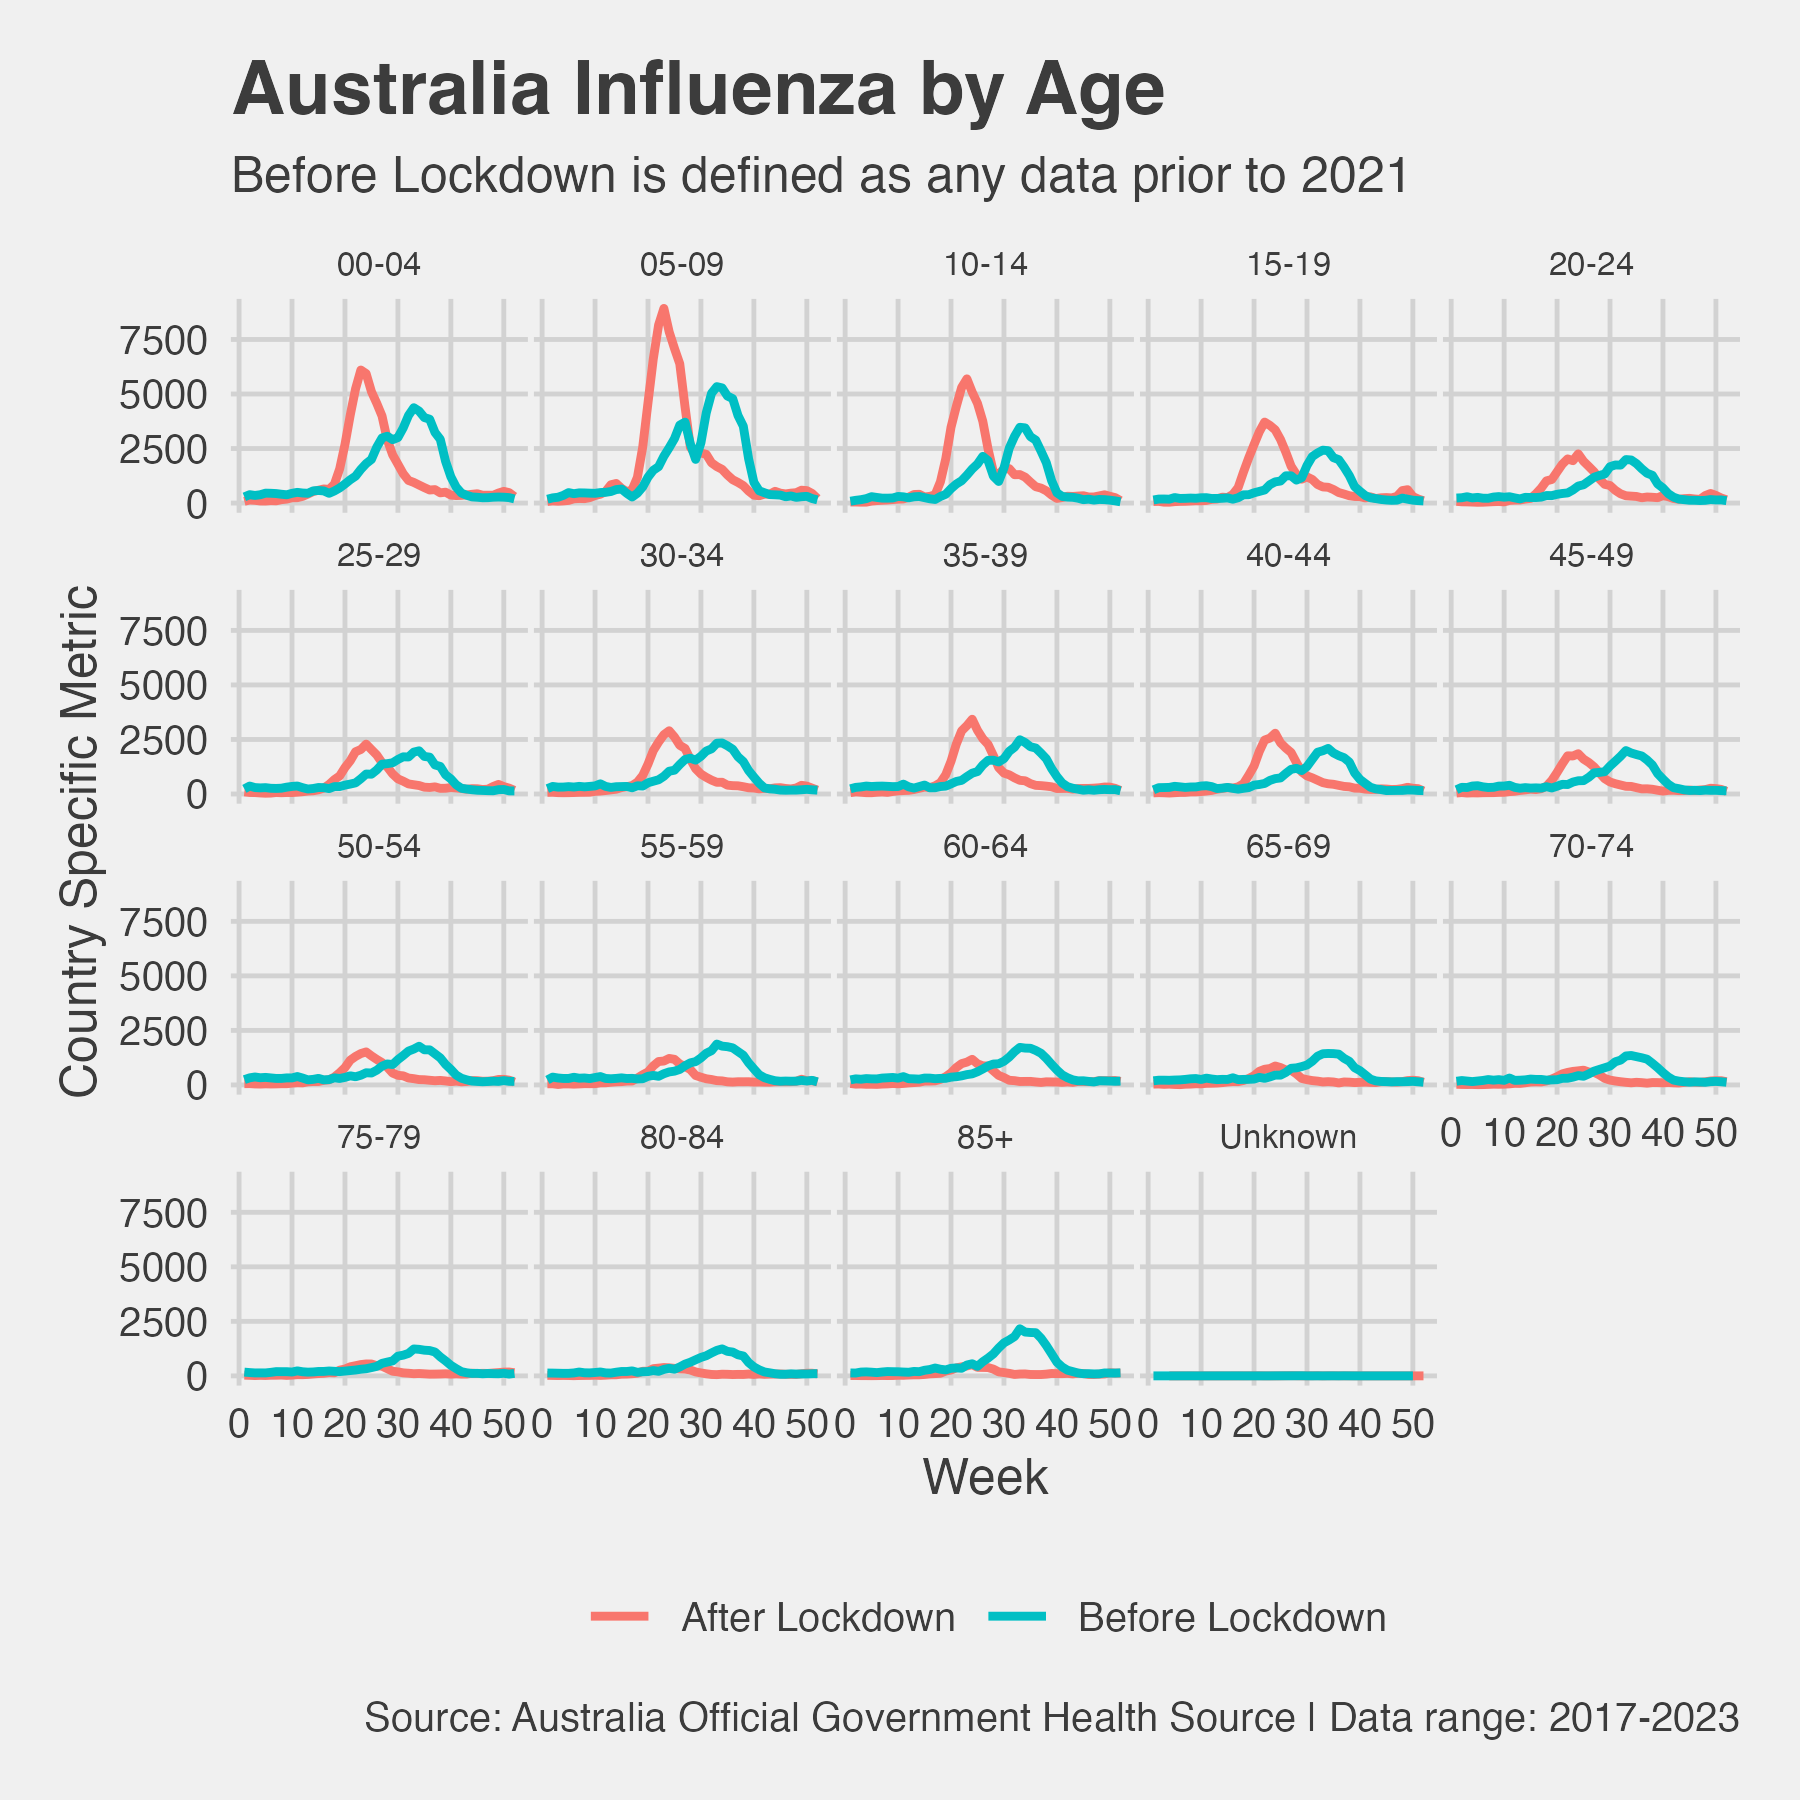 Australia Influenza by Age
Before Lockdown is defined as any data prior to 2021
00-04 05-09 10-14 15-19 20-24
7500
5000
2500
0
25-29 30-34 35-39 40-44 45-49
7500
5000
2500
0
50-54 55-59 60-64 65-69 70-74
7500
5000
2500
0
0 10 20 30 40 50
75-79 80-84 85+ Unknown
7500
5000
2500
0
0 10 20 30 40 50 0 10 20 30 40 50 0 10 20 30 40 50 0 10 20 30 40 50
Country Specific Metric
Week
After Lockdown Before Lockdown
Source: Australia Official Government Health Source | Data range: 2017-2023